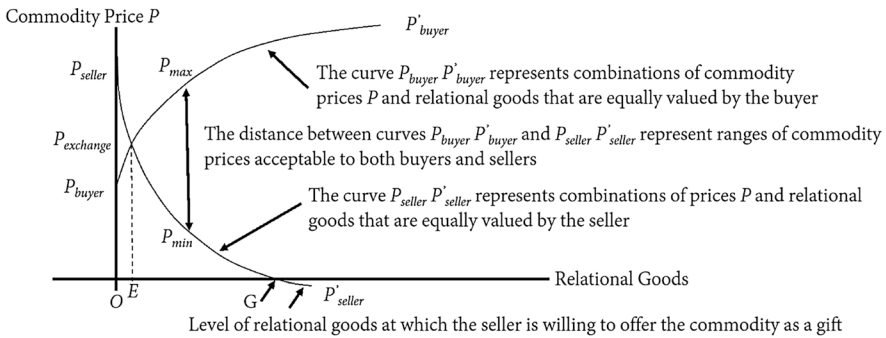 Commodity Price P
P'buyer
Pseller
Pmax
The curve Pbuyer P'buyer represents combinations of commodity
prices P and relational goods that are equally valued by the buyer
Pexchange
The distance between curves Pbuyer P'buyer and Pseller P'seller represent ranges of commodity
prices acceptable to both buyers and sellers
Pbuyer
The curve Pseller P'seller represents combinations of prices P and relational
goods that are equally valued by the seller
Pmin
Relational Goods
O E
G
P'seller
Level of relational goods at which the seller is willing to offer the commodity as a gift